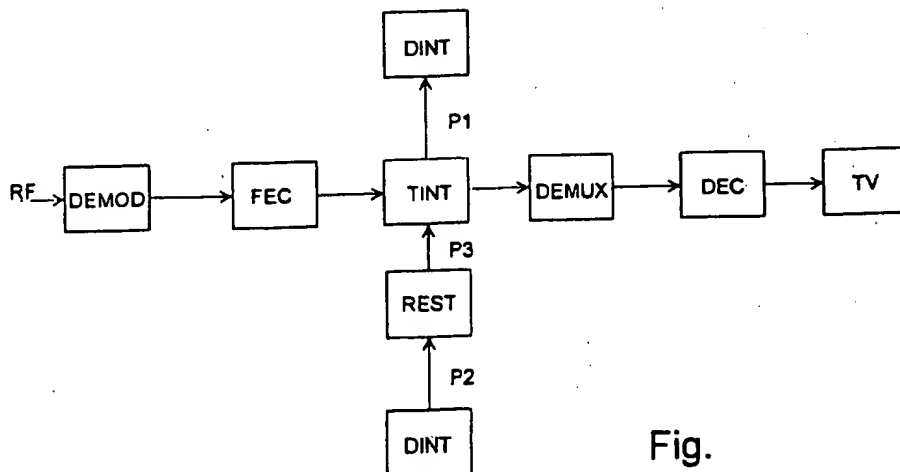 DINT
P1
RF
DEMOD
FEC
TINT
DEMUX
DEC
TV
P3
REST
P2
DINT
Fig.